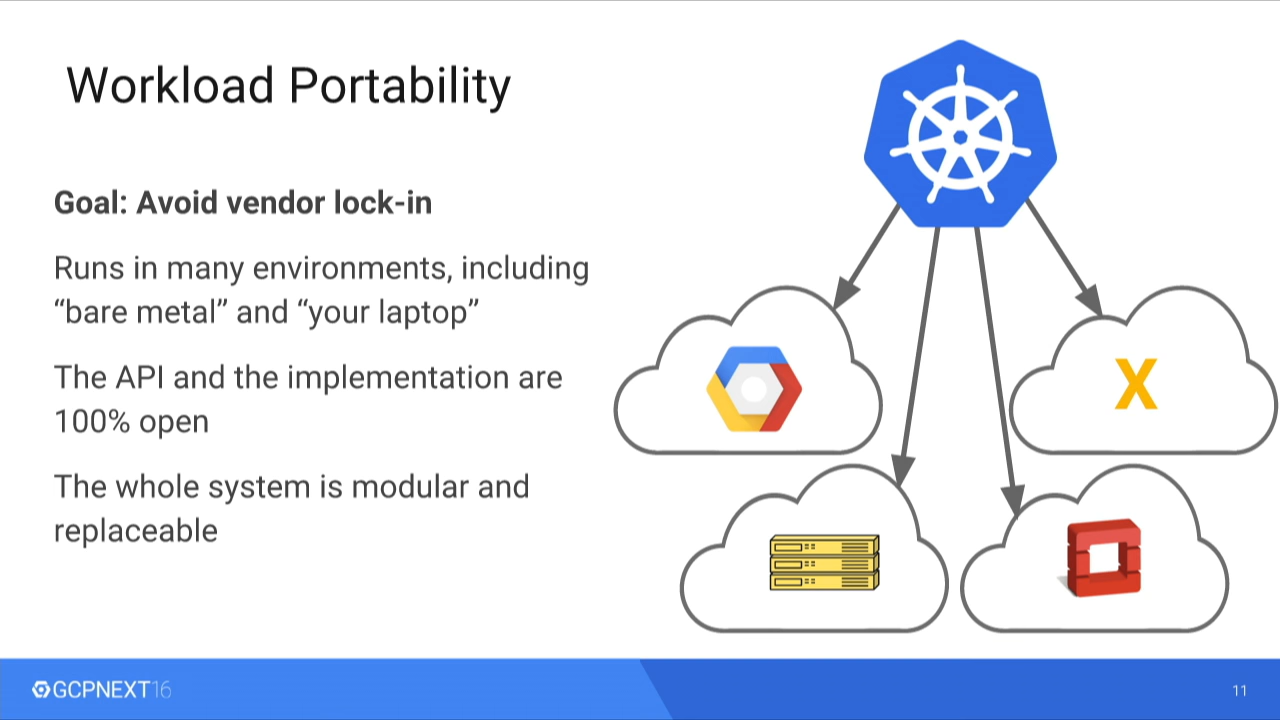 Workload Portability
Goal: Avoid vendor lock-in
Runs in many environments, including
“bare metal” and “your laptop”
The API and the implementation are
100% open
The whole system is modular and
replaceable
X
GCPNEXT16
11